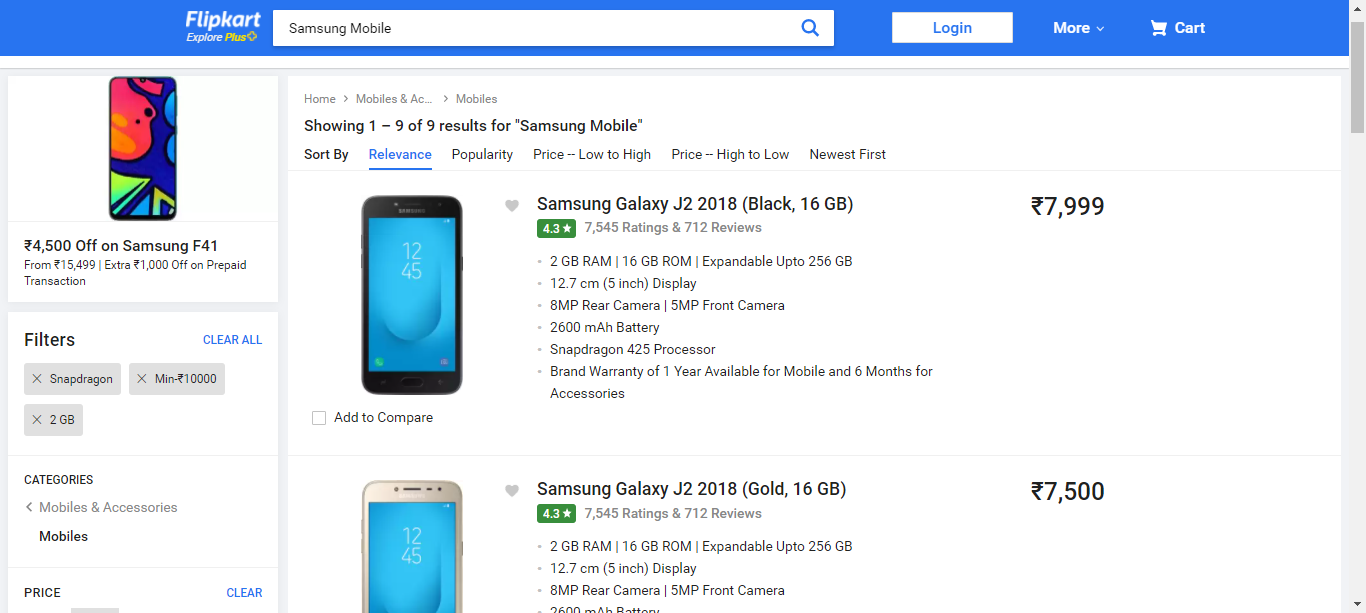 Flipkart
Explore Plus
Samsung Mobile
Login
More
Cart
₹4,500 Off on Samsung F41
From ₹15,499 | Extra ₹1,000 Off on Prepaid
Transaction
Filters
CLEAR ALL
Snapdragon
Min-₹10000
2 GB
CATEGORIES
Mobiles & Accessories
Mobiles
PRICE
CLEAR
Home
Mobiles & Ac...
Mobiles
Showing 1 – 9 of 9 results for "Samsung Mobile"
Sort By
Relevance
Popularity
Price -- Low to High
Price -- High to Low
Newest First
SAMSUNG
12
45
Add to Compare
Samsung Galaxy J2 2018 (Black, 16 GB)
4.3 ★ 7,545 Ratings & 712 Reviews
2 GB RAM | 16 GB ROM | Expandable Upto 256 GB
12.7 cm (5 inch) Display
8MP Rear Camera | 5MP Front Camera
2600 mAh Battery
Snapdragon 425 Processor
Brand Warranty of 1 Year Available for Mobile and 6 Months for
Accessories
₹7,999
SAMSUNG
12
45
Samsung Galaxy J2 2018 (Gold, 16 GB)
4.3 ★ 7,545 Ratings & 712 Reviews
2 GB RAM | 16 GB ROM | Expandable Upto 256 GB
12.7 cm (5 inch) Display
8MP Rear Camera | 5MP Front Camera
2600 mAh Battery
₹7,500